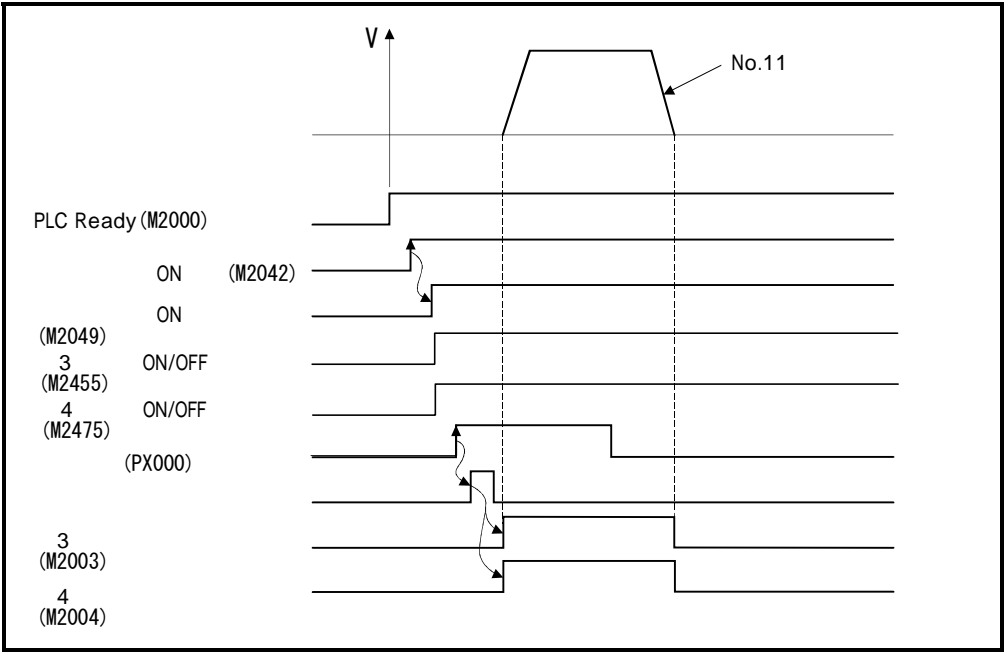 V
No.11
PLC Ready(M2000)
ON (M2042)
ON
(M2049)
3 ON/OFF
(M2455)
4 ON/OFF
(M2475)
(PX000)
3
(M2003)
4
(M2004)